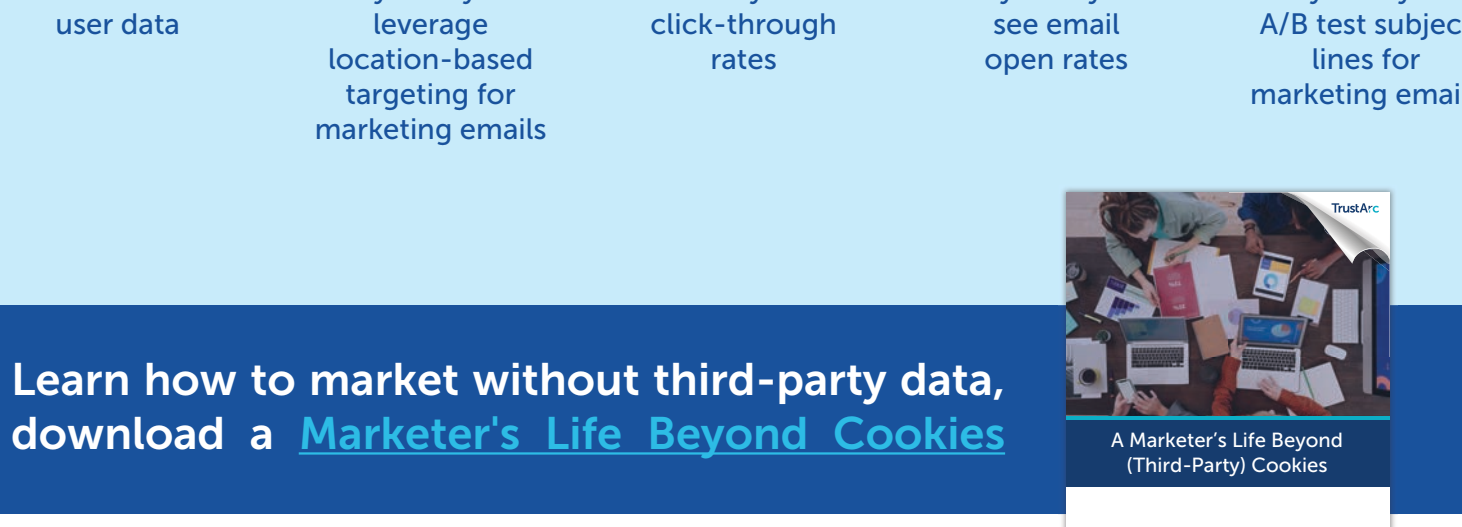 user data
leverage
location-based
targeting for
marketing emails
click-through
rates
see email
open rates
A/B test subjec
lines for
marketing emai
TrustArc
Learn how to market without third-party data,
download a Marketer's Life Beyond Cookies
A Marketer's Life Beyond
(Third-Party) Cookies